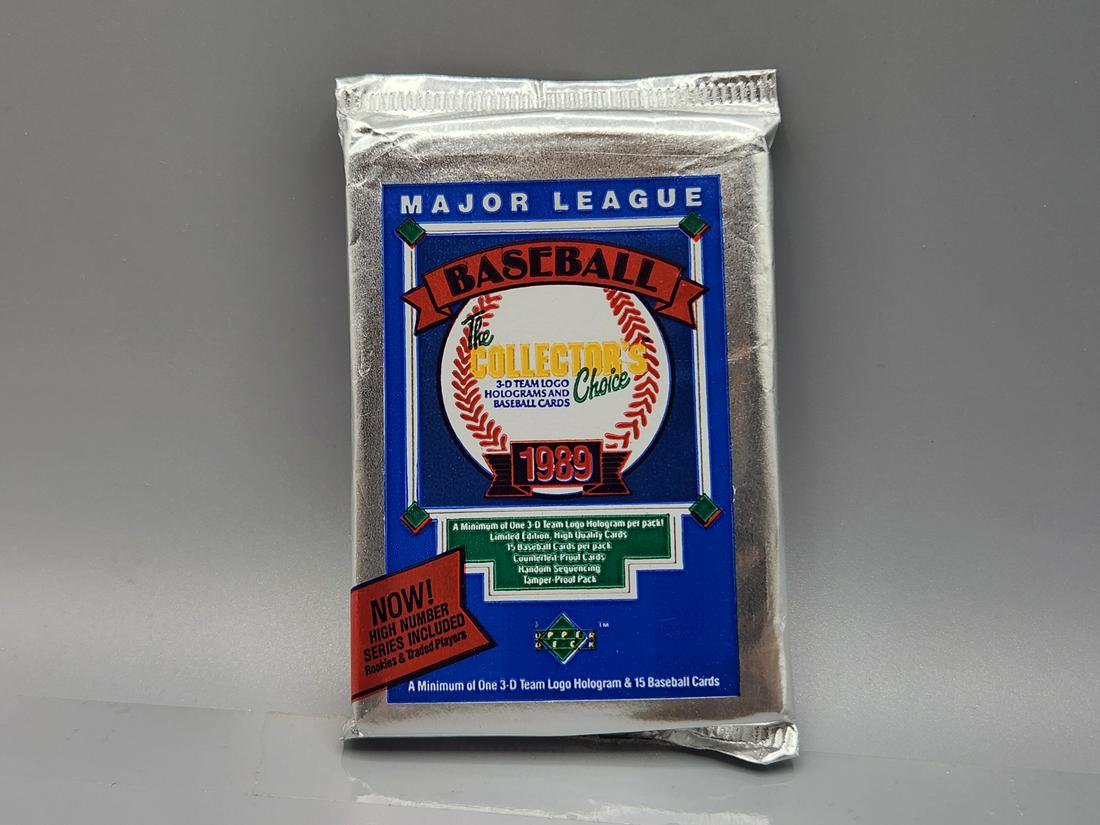 MAJOR LEAGUE
BASEBALL
The
COLLECTOR'S
Choice
3-D TEAM LOGO
HOLOGRAMS AND
BASEBALL CARDS
1989
A Minimum of One 3-D Team Logo Hologram per pack!
Limited Edition, High Quality Cards
15 Baseball Cards per pack
Counterfeit-Proof Cards
Random Sequencing
Tamper-Proof Pack
NOW!
HIGH NUMBER
SERIES INCLUDED
Rookies & Traded Players
UPPER
DECK
TM
A Minimum of One 3-D Team Logo Hologram & 15 Baseball Cards